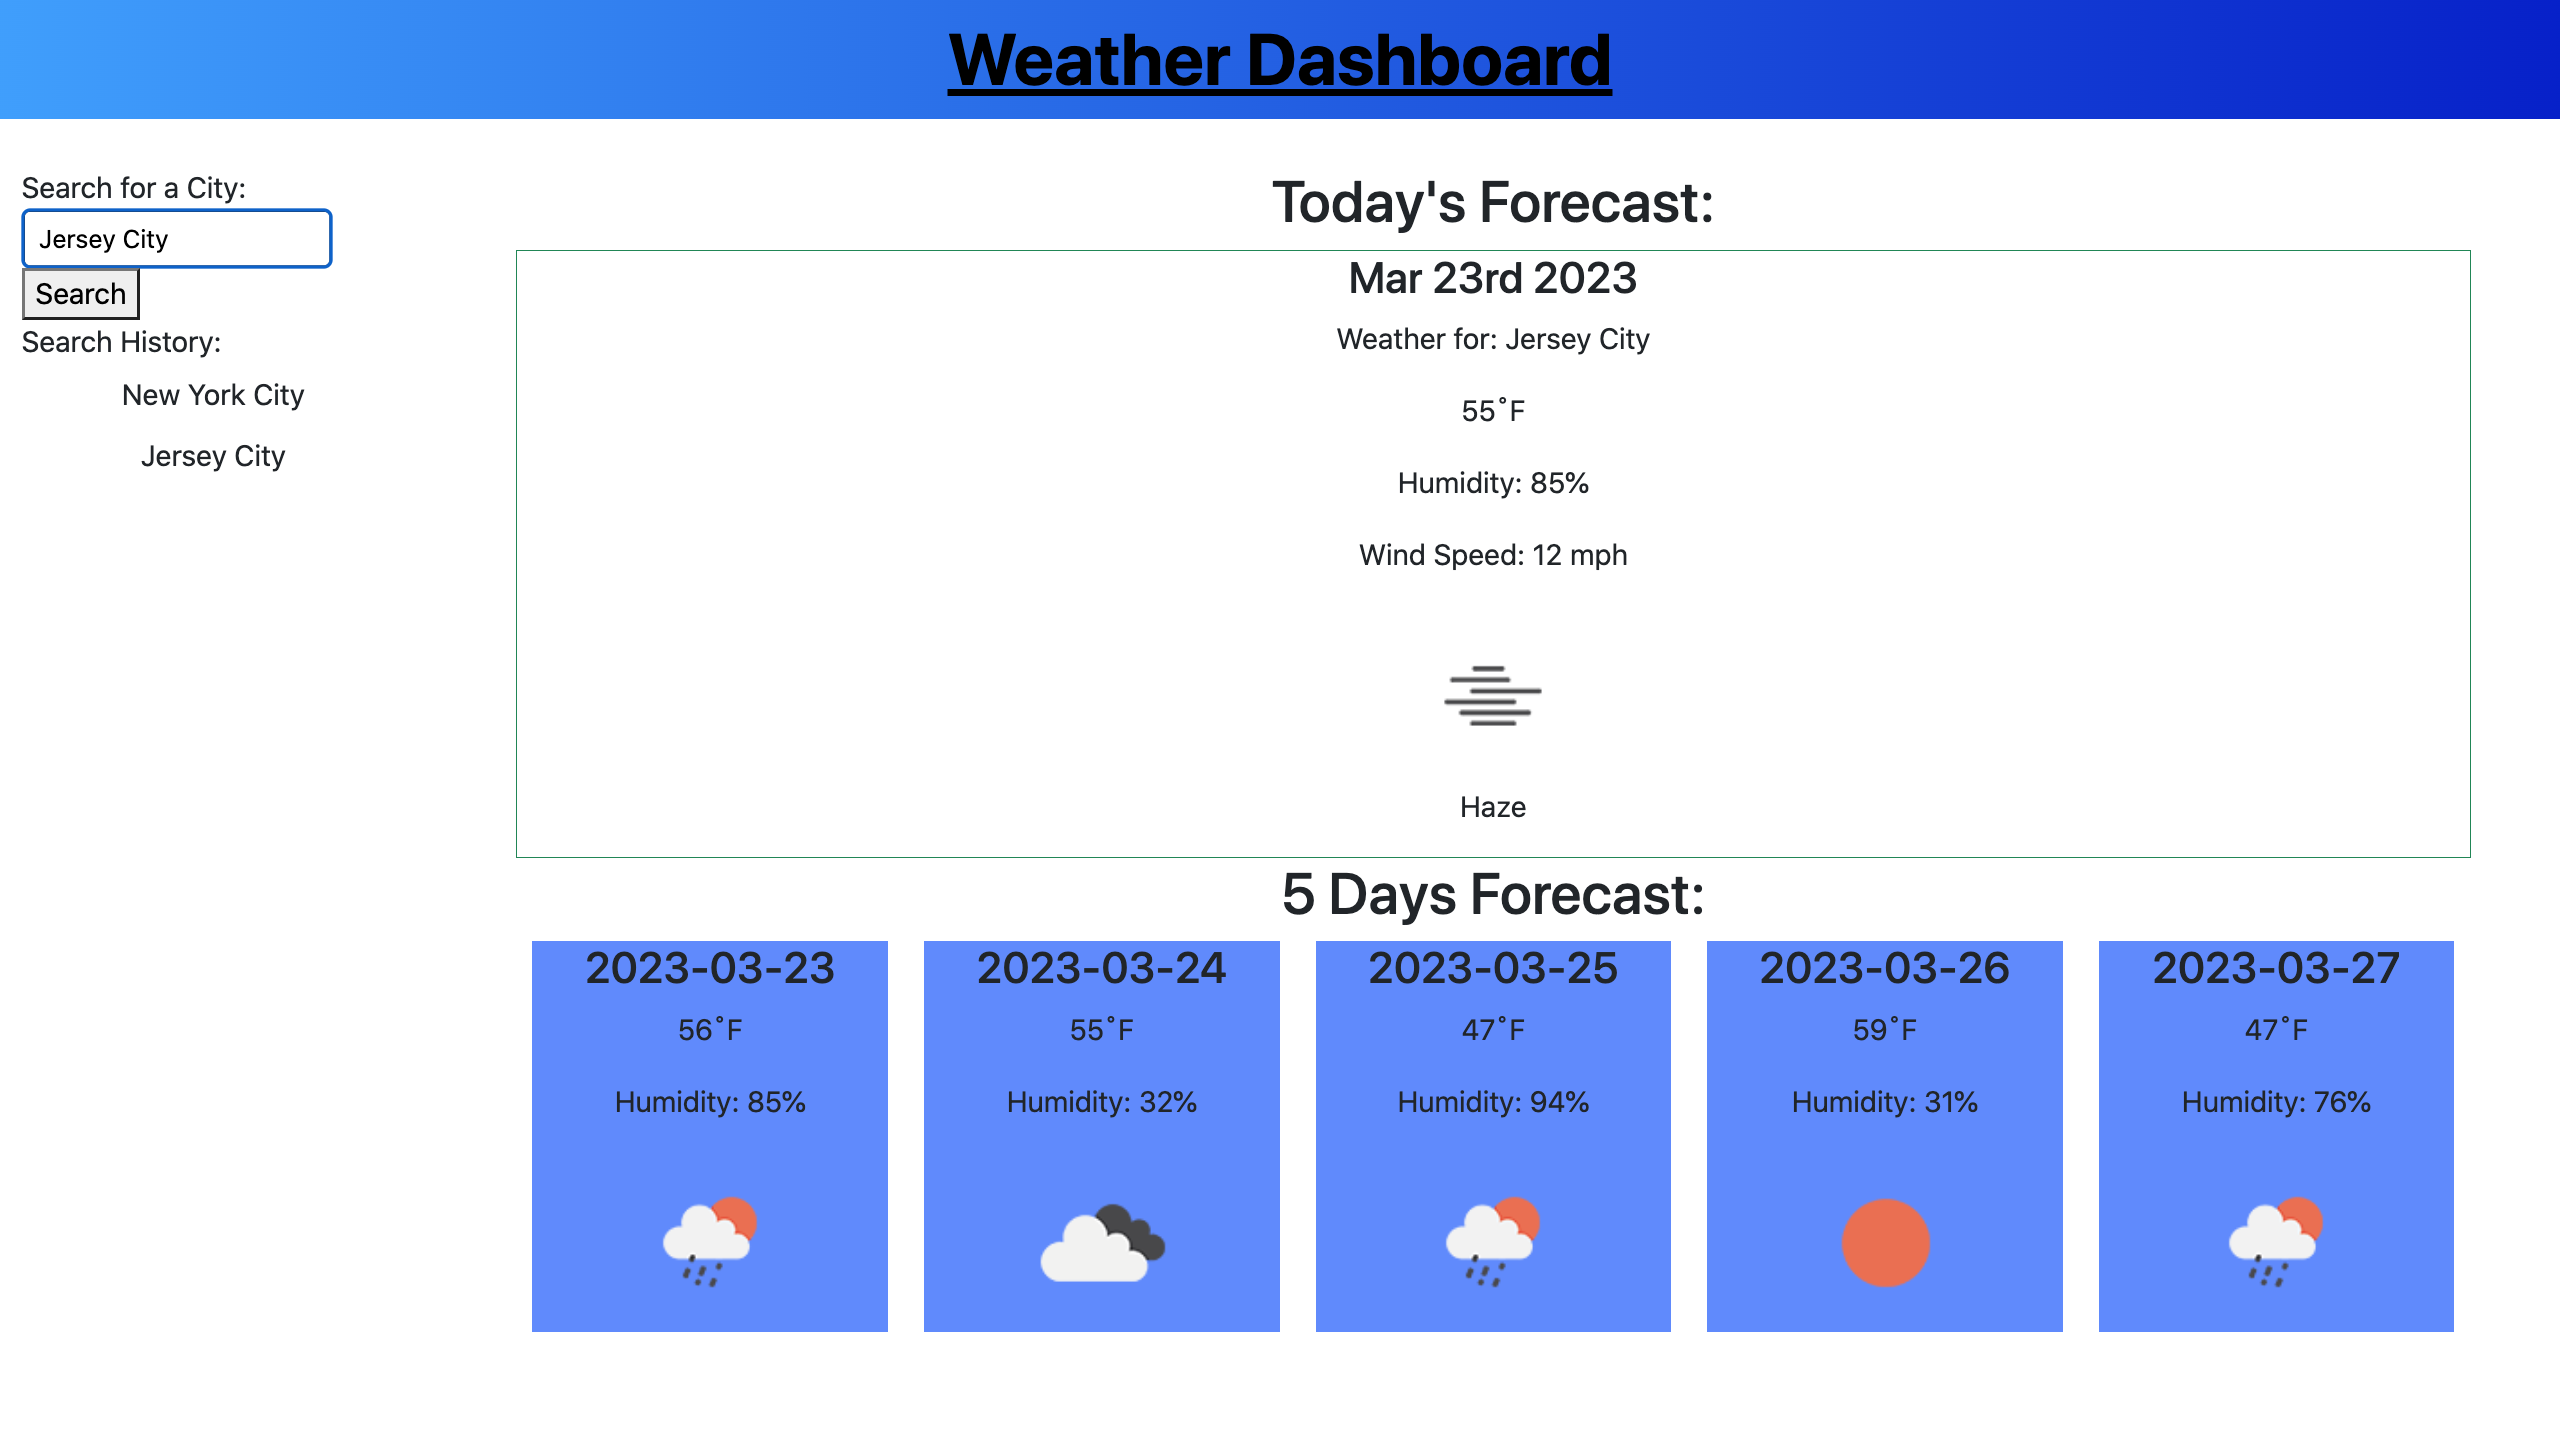 Weather Dashboard
Search for a City:
Jersey City
Search
Search History:
New York City
Jersey City
Today's Forecast:
Mar 23rd 2023
Weather for: Jersey City
55˚F
Humidity: 85%
Wind Speed: 12 mph
Haze
5 Days Forecast:
2023-03-23
56˚F
Humidity: 85%
2023-03-24
55˚F
Humidity: 32%
2023-03-25
47˚F
Humidity: 94%
2023-03-26
59˚F
Humidity: 31%
2023-03-27
47˚F
Humidity: 76%